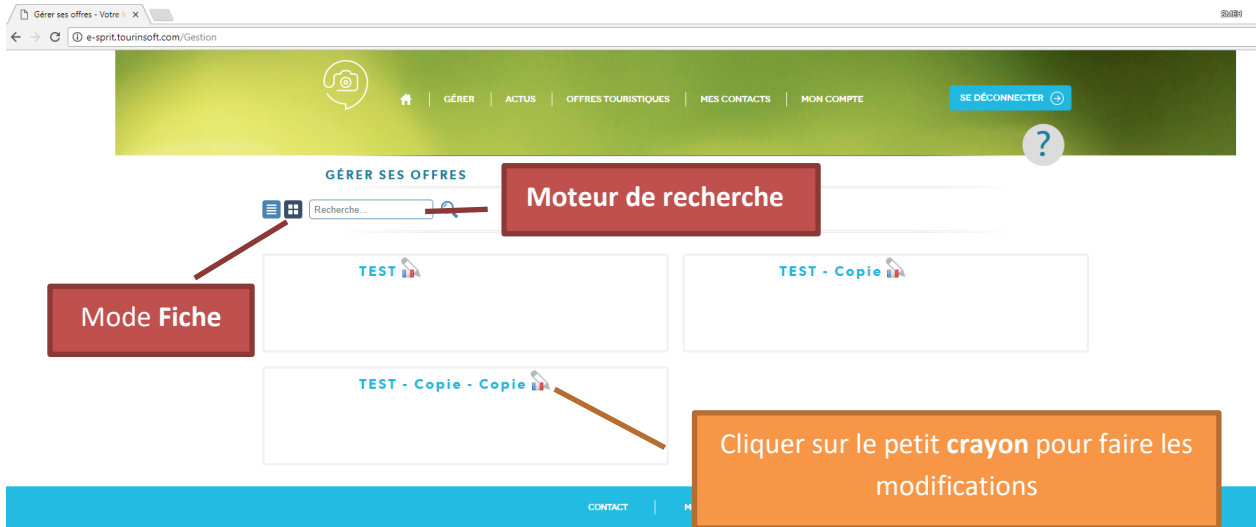 Gérer ses offres - Votre
SMEH
e-sprit.tourinsoft.com/Gestion
GÉRER | ACTUS | OFFRES TOURISTIQUES | MES CONTACTS | MON COMPTE
SE DÉCONNECTER
?
GÉRER SES OFFRES
Moteur de recherche
Recherche...
TEST
TEST - Copie
Mode Fiche
TEST - Copie - Copie
Cliquer sur le petit crayon pour faire les
modifications
CONTACT | M